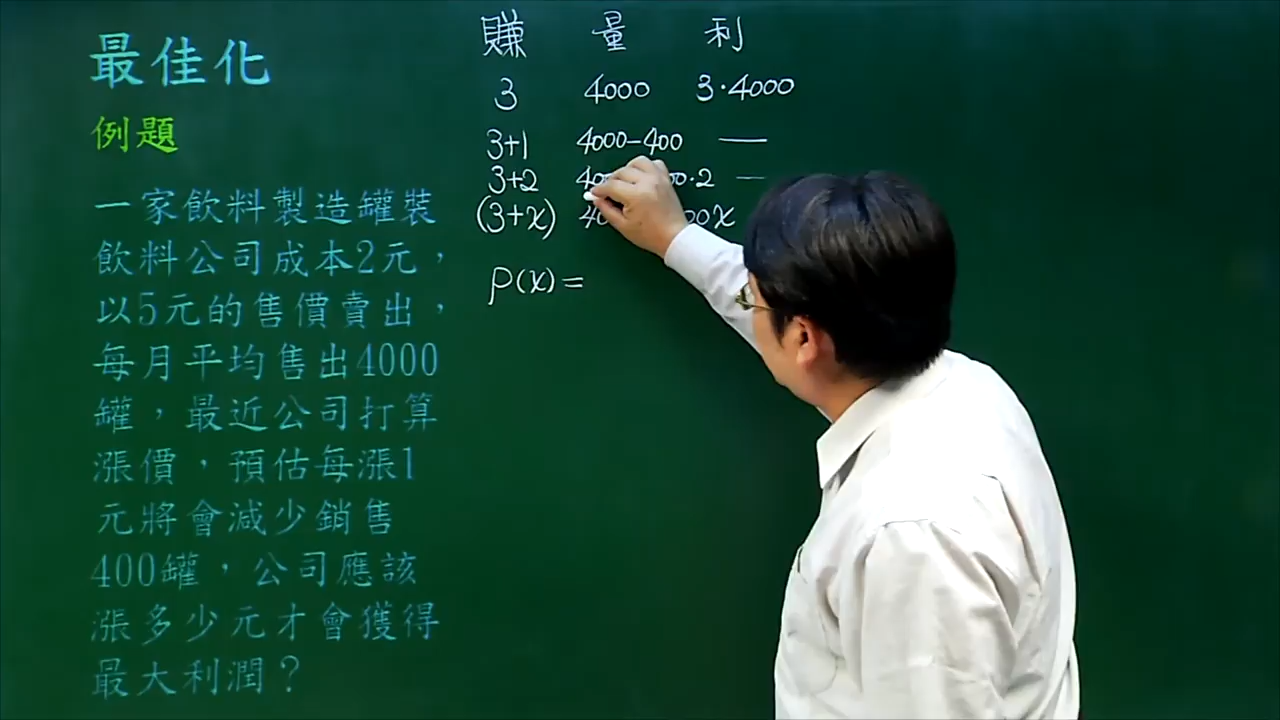 最佳化
例題
一家飲料製造罐裝
飲料公司成本2元，
以5元的售價賣出，
每月平均售出4000
罐，最近公司打算
漲價，預估每漲1
元將會減少銷售
400罐，公司應該
漲多少元才會獲得
最大利潤？
賺 量 利
3 4000 3·4000
3+1 4000-400 —
3+2 ·2 —
(3+x)
P(x)=